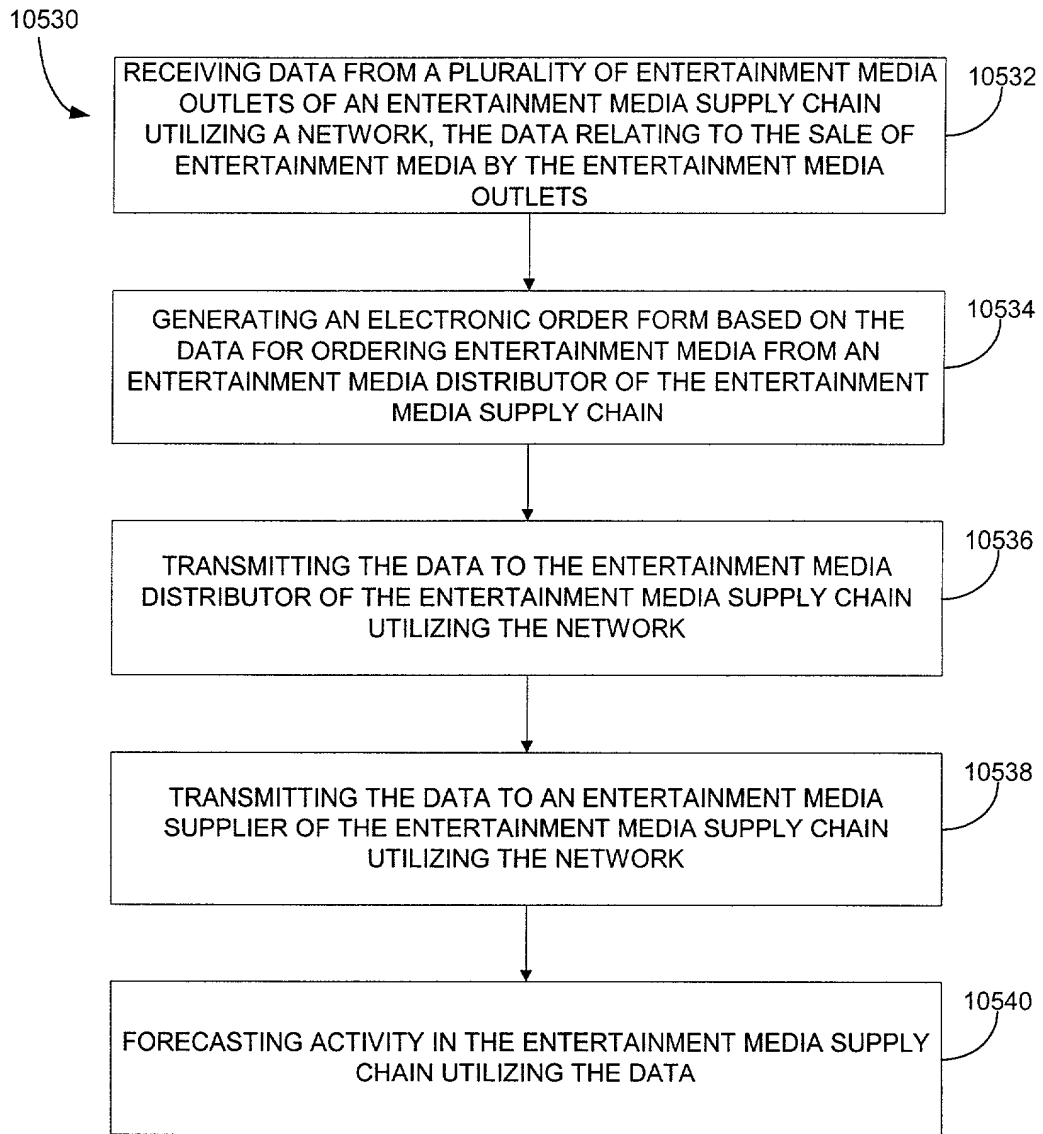 10530
RECEIVING DATA FROM A PLURALITY OF ENTERTAINMENT MEDIA
OUTLETS OF AN ENTERTAINMENT MEDIA SUPPLY CHAIN
UTILIZING A NETWORK, THE DATA RELATING TO THE SALE OF
ENTERTAINMENT MEDIA BY THE ENTERTAINMENT MEDIA
OUTLETS
10532
GENERATING AN ELECTRONIC ORDER FORM BASED ON THE
DATA FOR ORDERING ENTERTAINMENT MEDIA FROM AN
ENTERTAINMENT MEDIA DISTRIBUTOR OF THE ENTERTAINMENT
MEDIA SUPPLY CHAIN
10534
TRANSMITTING THE DATA TO THE ENTERTAINMENT MEDIA
DISTRIBUTOR OF THE ENTERTAINMENT MEDIA SUPPLY CHAIN
UTILIZING THE NETWORK
10536
TRANSMITTING THE DATA TO AN ENTERTAINMENT MEDIA
SUPPLIER OF THE ENTERTAINMENT MEDIA SUPPLY CHAIN
UTILIZING THE NETWORK
10538
FORECASTING ACTIVITY IN THE ENTERTAINMENT MEDIA SUPPLY
CHAIN UTILIZING THE DATA
10540